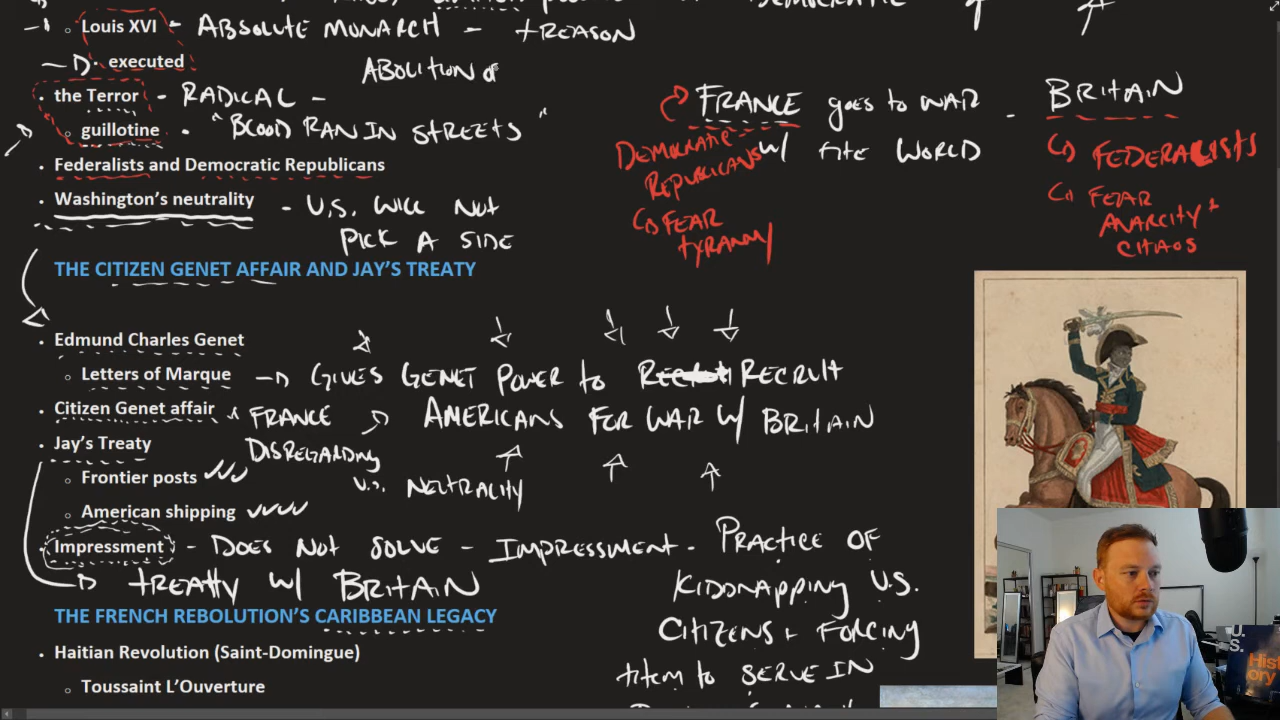 Louis XVI - ABSOLUTE MONARCH - TREASON
executed
ABOLITION of
the Terror - RADICAL -
guillotine - "BLOOD RAN IN STREETS"
Federalists and Democratic Republicans
Washington's neutrality - U.S. WILL NOT
PICK A SIDE
FRANCE GOES TO WAR
W/ THE WORLD
DEMOCRATIC
REPUBLICANS
FEAR
TYRANNY
BRITAIN
FEDERALISTS
FEAR
ANARCHY +
CHAOS
THE CITIZEN GENET AFFAIR AND JAY'S TREATY
Edmund Charles Genet
Letters of Marque → GIVES GENET POWER TO RECRUIT
AMERICANS FOR WAR W/ BRITAIN
Citizen Genet affair FRANCE
DISREGARDING
U.S. NEUTRALITY
Jay's Treaty
Frontier posts
American shipping
Impressment - DOES NOT SOLVE - IMPRESSMENT - PRACTICE OF
KIDDNAPPING U.S.
CITIZENS + FORCING
THEM TO SERVE IN
TREATTY W/ BRITAIN
THE FRENCH REBOLUTION'S CARIBBEAN LEGACY
Haitian Revolution (Saint-Domingue)
Toussaint L'Ouverture
U.S.
History